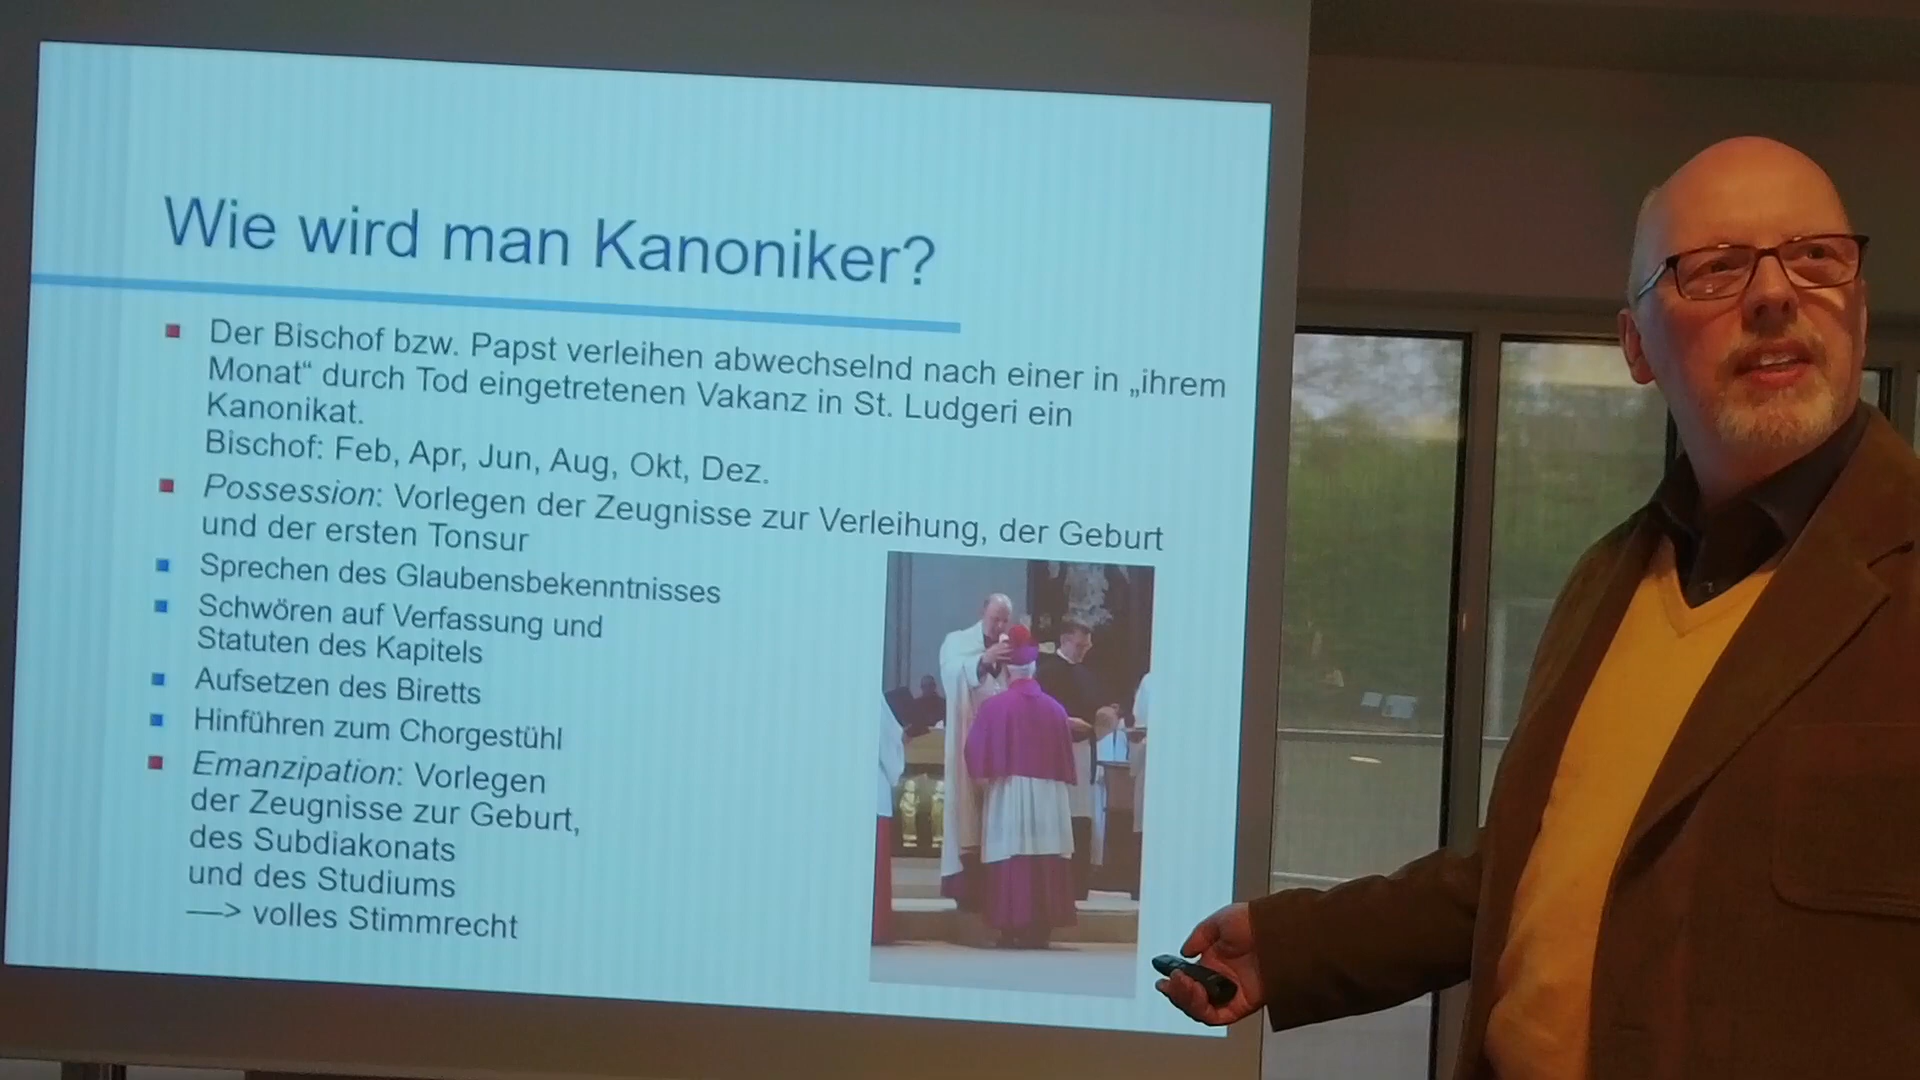 Wie wird man Kanoniker?
Der Bischof bzw. Papst verleihen abwechselnd nach einer in „ihrem
Monat“ durch Tod eingetretenen Vakanz in St. Ludgeri ein
Kanonikat.
Bischof: Feb, Apr, Jun, Aug, Okt, Dez.
Possession: Vorlegen der Zeugnisse zur Verleihung, der Geburt
und der ersten Tonsur
Sprechen des Glaubensbekenntnisses
Schwören auf Verfassung und
Statuten des Kapitels
Aufsetzen des Biretts
Hinführen zum Chorgestühl
Emanzipation: Vorlegen
der Zeugnisse zur Geburt,
des Subdiakonats
und des Studiums
—> volles Stimmrecht